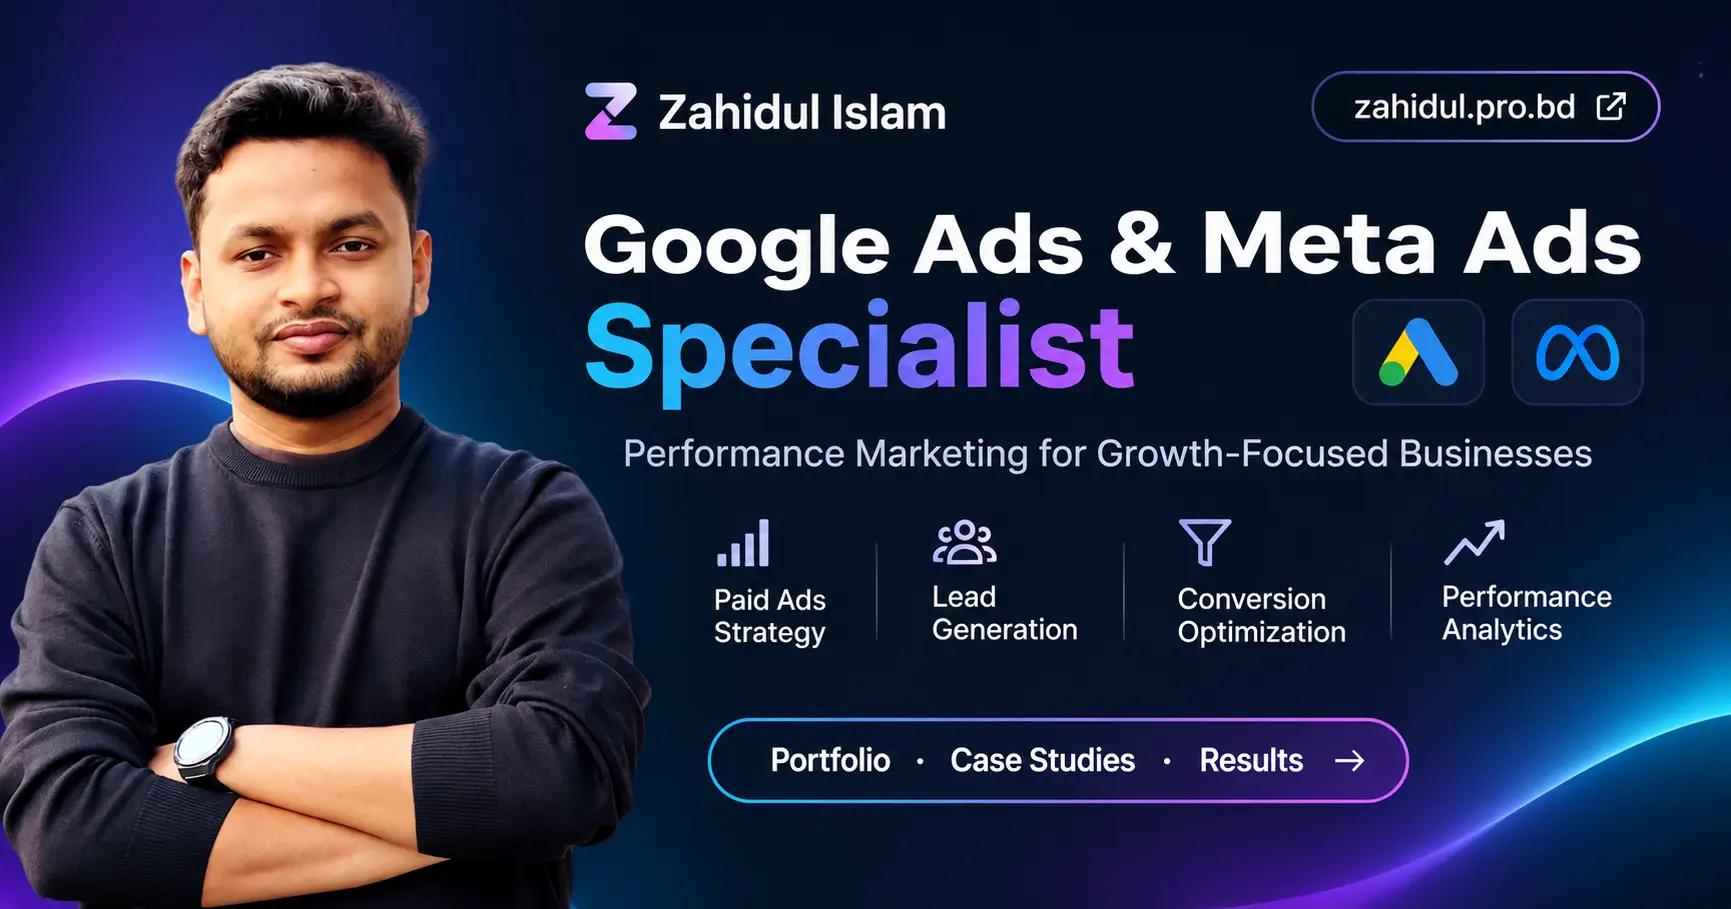 Zahidul Islam
zahidul.pro.bd
Google Ads & Meta Ads
Specialist
Performance Marketing for Growth-Focused Businesses
Paid Ads
Strategy
Lead
Generation
Conversion
Optimization
Performance
Analytics
Portfolio · Case Studies · Results →